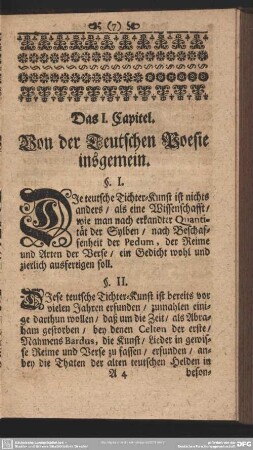 (7)
Das I. Capitel.
Von der Teutschen Poesie
insgemein.
§. I.
DIe teutsche Dichter-Kunst ist nichts
anders / als eine Wissenschafft /
wie man nach erkandter Quanti-
tät der Sylben / nach Beschaf-
fenheit der Pedum, der Reime
und Arten der Verse / ein Gedicht wohl und
zierlich ausfertigen soll.
§. II.
DIese teutsche Dichter-Kunst ist bereits vor
vielen Jahren erfunden / zumahlen eini-
ge darthun wollen / daß um die Zeit / als Abra-
ham gestorben / bey denen Celten der erste /
Nahmens Bardus, die Kunst / Lieder in gewis-
se Reime und Verse zu fassen / erfunden / an-
bey die Thaten der alten teutschen Helden in
A 4 beson-